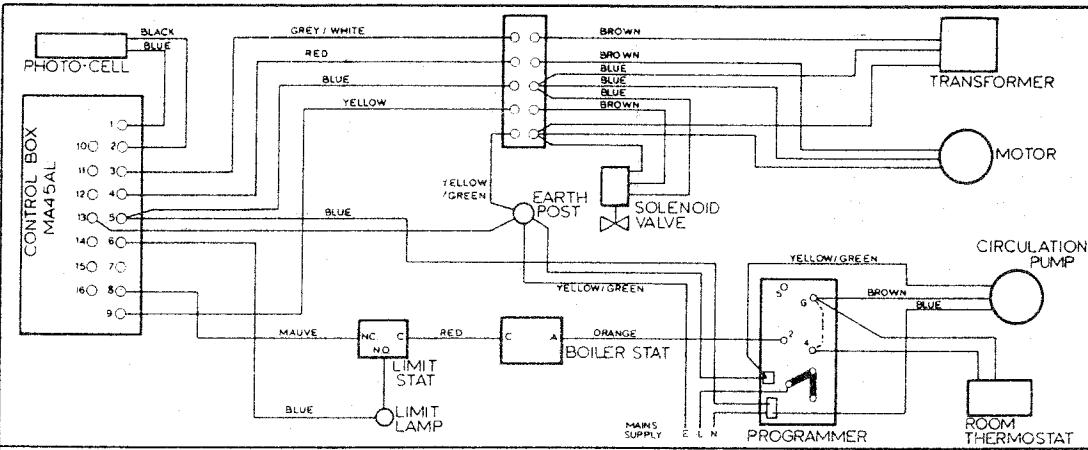 BLACK
BLUE
PHOTO-CELL
GREY / WHITE
RED
BLUE
YELLOW
BROWN
BROWN
BLUE
BLUE
BLUE
BROWN
TRANSFORMER
MOTOR
CONTROL BOX
MA45AL
1
10 2
11 3
12 4
13 5
14 6
15 7
16 8
9
YELLOW
/GREEN
EARTH
POST
SOLENOID
VALVE
BLUE
YELLOW/GREEN
YELLOW/GREEN
CIRCULATION
PUMP
BROWN
BLUE
5
6
2
4
MAUVE
NC C
NO
LIMIT
STAT
RED
C A
BOILER STAT
ORANGE
BLUE
LIMIT
LAMP
MAINS
SUPPLY E L N
PROGRAMMER
ROOM
THERMOSTAT